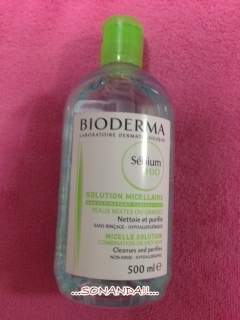 BIODERMA
LABORATOIRE DERMATOLOGIQUE
Sébium
H2O
SOLUTION MICELLAIRE
PEAUX MIXTES OU GRASSES
Nettoie et purifie
SANS RINÇAGE - HYPOALLERGÉNIQUE
MICELLE SOLUTION
COMBINATION OR OILY SKIN
Cleanses and purifies
NON RINSE - HYPOALLERGENIC
500 ml e
...SONANDA!!...